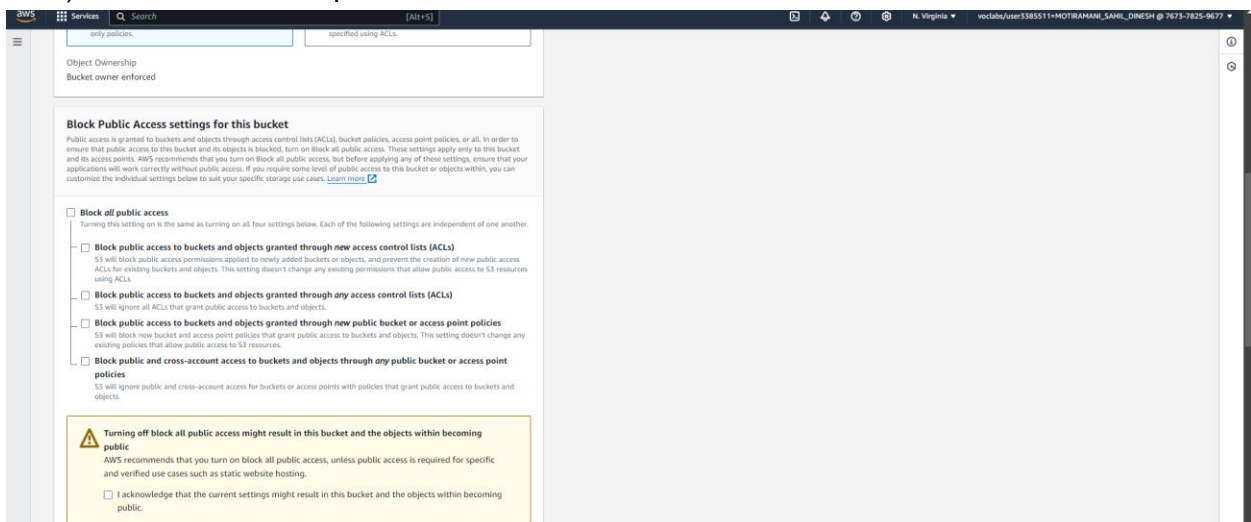 aws Services Search [Alt+S] N. Virginia voclabs/user3385511=MOTIRAMANI_SAHIL_DINESH @ 7673-7825-9677
only policies.
specified using ACLs.
Object Ownership
Bucket owner enforced
Block Public Access settings for this bucket
Public access is granted to buckets and objects through access control lists (ACLs), bucket policies, access point policies, or all. In order to
ensure that public access to this bucket and its objects is blocked, turn on Block all public access. These settings apply only to this bucket
and its access points. AWS recommends that you turn on Block all public access, but before applying any of these settings, ensure that your
applications will work correctly without public access. If you require some level of public access to this bucket or objects within, you can
customize the individual settings below to suit your specific storage use cases. Learn more
Block all public access
Turning this setting on is the same as turning on all four settings below. Each of the following settings are independent of one another.
Block public access to buckets and objects granted through new access control lists (ACLs)
S3 will block public access permissions applied to newly added buckets or objects, and prevent the creation of new public access
ACLs for existing buckets and objects. This setting doesn't change any existing permissions that allow public access to S3 resources
using ACLs.
Block public access to buckets and objects granted through any access control lists (ACLs)
S3 will ignore all ACLs that grant public access to buckets and objects.
Block public access to buckets and objects granted through new public bucket or access point policies
S3 will block new bucket and access point policies that grant public access to buckets and objects. This setting doesn't change any
existing policies that allow public access to S3 resources.
Block public and cross-account access to buckets and objects through any public bucket or access point
policies
S3 will ignore public and cross-account access for buckets or access points with policies that grant public access to buckets and
objects.
Turning off block all public access might result in this bucket and the objects within becoming
public
AWS recommends that you turn on block all public access, unless public access is required for specific
and verified use cases such as static website hosting.
I acknowledge that the current settings might result in this bucket and the objects within becoming
public.